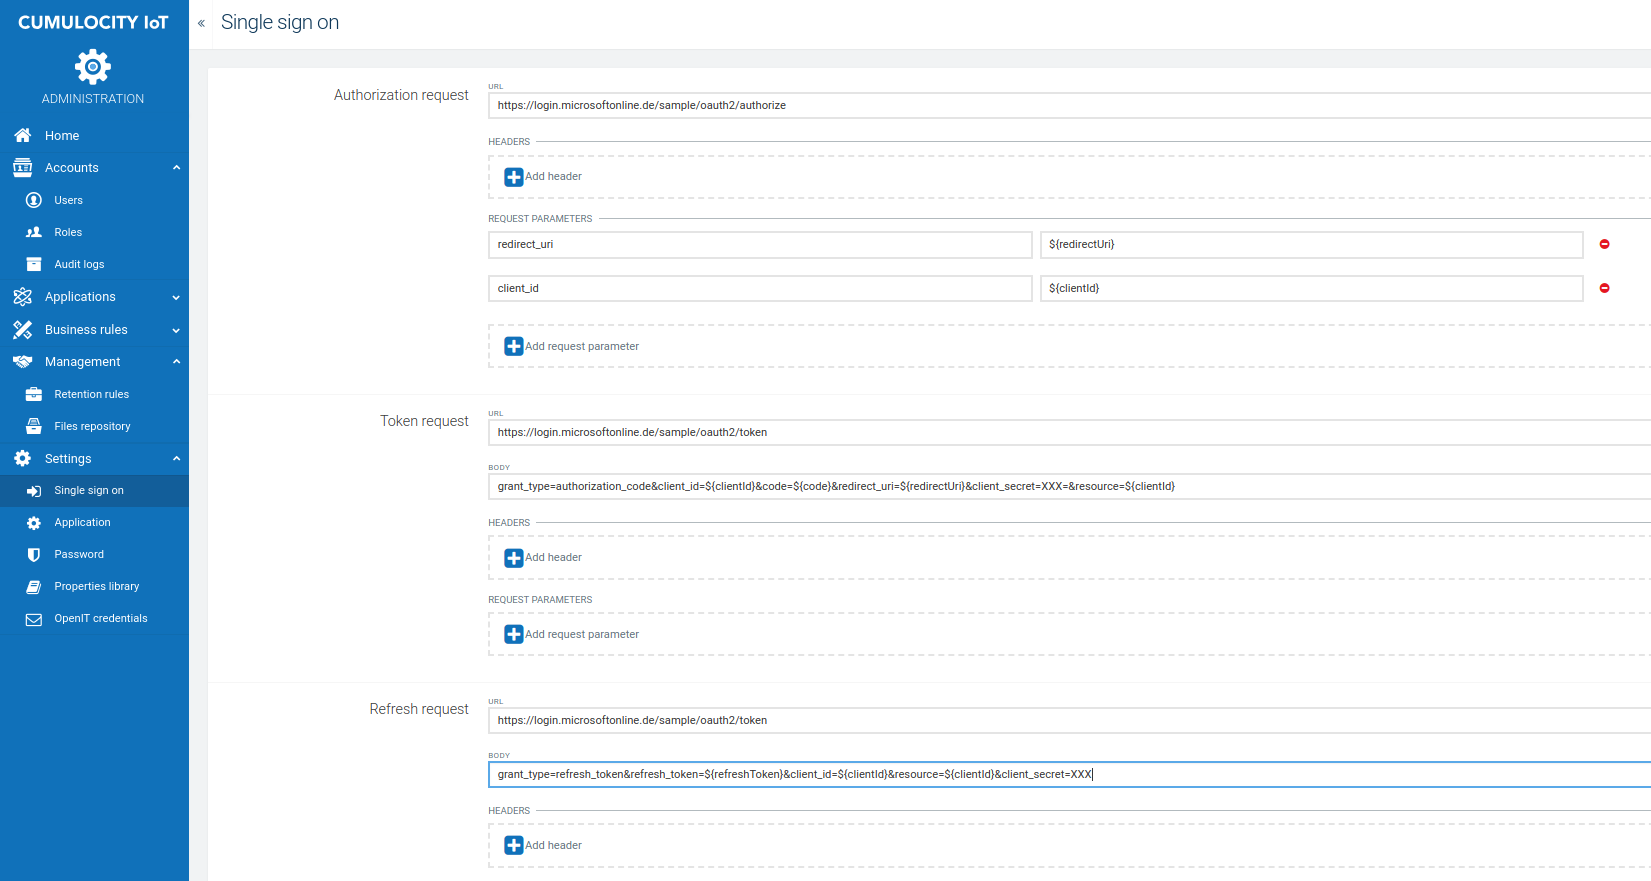 CUMULOCITY IoT
ADMINISTRATION
Home
Accounts
Users
Roles
Audit logs
Applications
Business rules
Management
Retention rules
Files repository
Settings
Single sign on
Application
Password
Properties library
OpenIT credentials
« Single sign on
Authorization request
URL
https://login.microsoftonline.de/sample/oauth2/authorize
HEADERS
Add header
REQUEST PARAMETERS
redirect_uri ${redirectUri}
client_id ${clientId}
Add request parameter
Token request
URL
https://login.microsoftonline.de/sample/oauth2/token
BODY
grant_type=authorization_code&client_id=${clientId}&code=${code}&redirect_uri=${redirectUri}&client_secret=XXX=&resource=${clientId}
HEADERS
Add header
REQUEST PARAMETERS
Add request parameter
Refresh request
URL
https://login.microsoftonline.de/sample/oauth2/token
BODY
grant_type=refresh_token&refresh_token=${refreshToken}&client_id=${clientId}&resource=${clientId}&client_secret=XXX
HEADERS
Add header